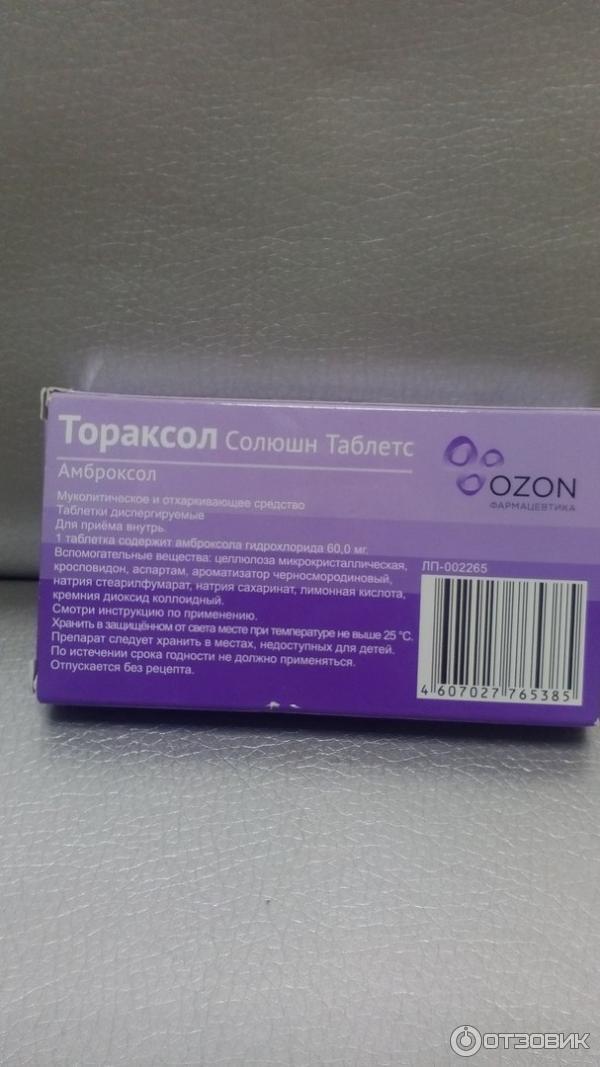 Тораксол Солюшн Таблетс
Амброксол
OZON
ФАРМАЦЕВТИКА
Муколитическое и отхаркивающее средство
Таблетки диспергируемые
Для приёма внутрь.
1 таблетка содержит амброксола гидрохлорида 60,0 мг.
Вспомогательные вещества: целлюлоза микрокристаллическая,
кросповидон, аспартам, ароматизатор черносмородиновый,
натрия стеарилфумарат, натрия сахаринат, лимонная кислота,
кремния диоксид коллоидный.
Смотри инструкцию по применению.
Хранить в защищённом от света месте при температуре не выше 25 °С.
Препарат следует хранить в местах, недоступных для детей.
По истечении срока годности не должно применяться.
Отпускается без рецепта.
ЛП-002265
4 607027 765385
ОТЗОВИК